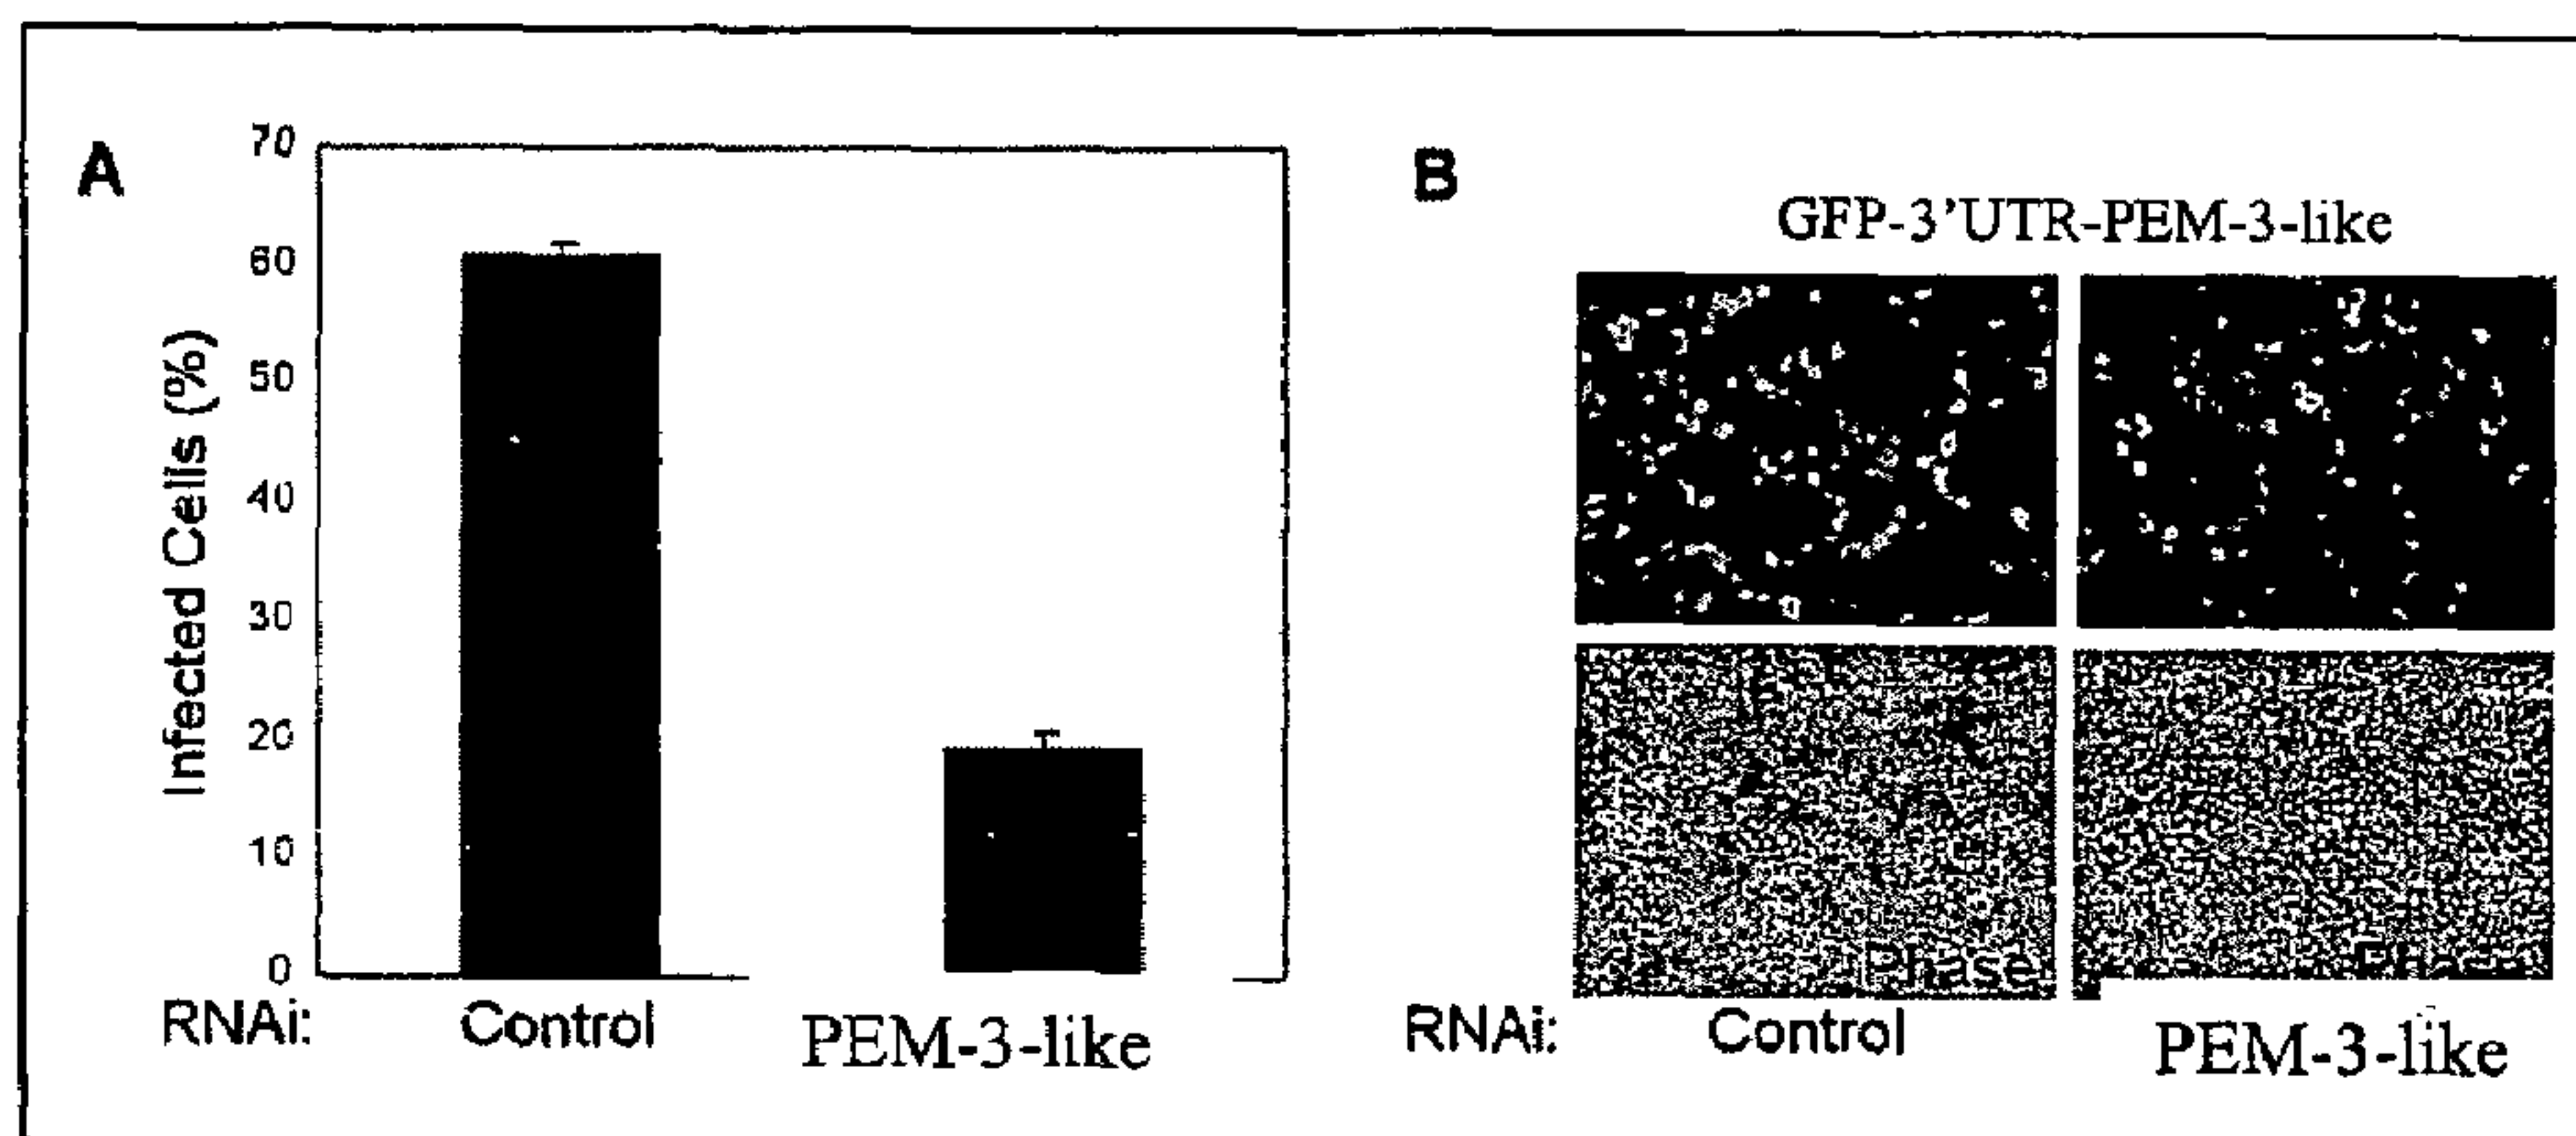 A
70
60
50
40
30
20
10
0
Infected Cells (%)
RNAi: Control PEM-3-like
B
GFP-3'UTR-PEM-3-like
Phase
RNAi: Control PEM-3-like